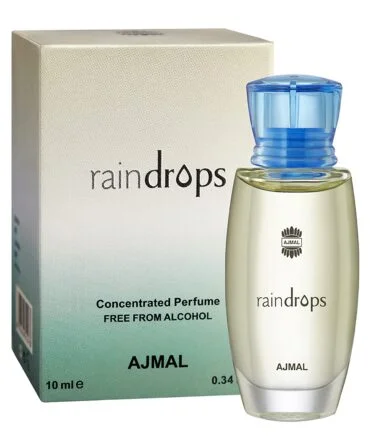 raindrops
Concentrated Perfume
FREE FROM ALCOHOL
AJMAL
10 ml e
0.34
AJMAL
raindrops
AJMAL